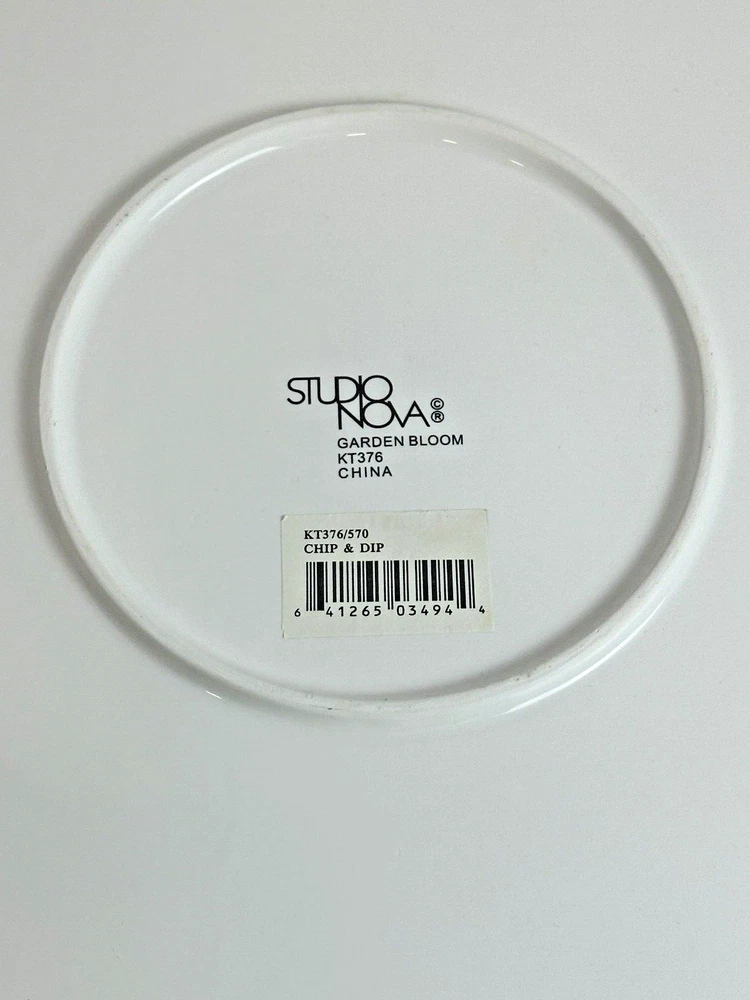 STUDIO
NOVA ©
®
GARDEN BLOOM
KT376
CHINA
KT376/570
CHIP & DIP
6 41265 03494 4